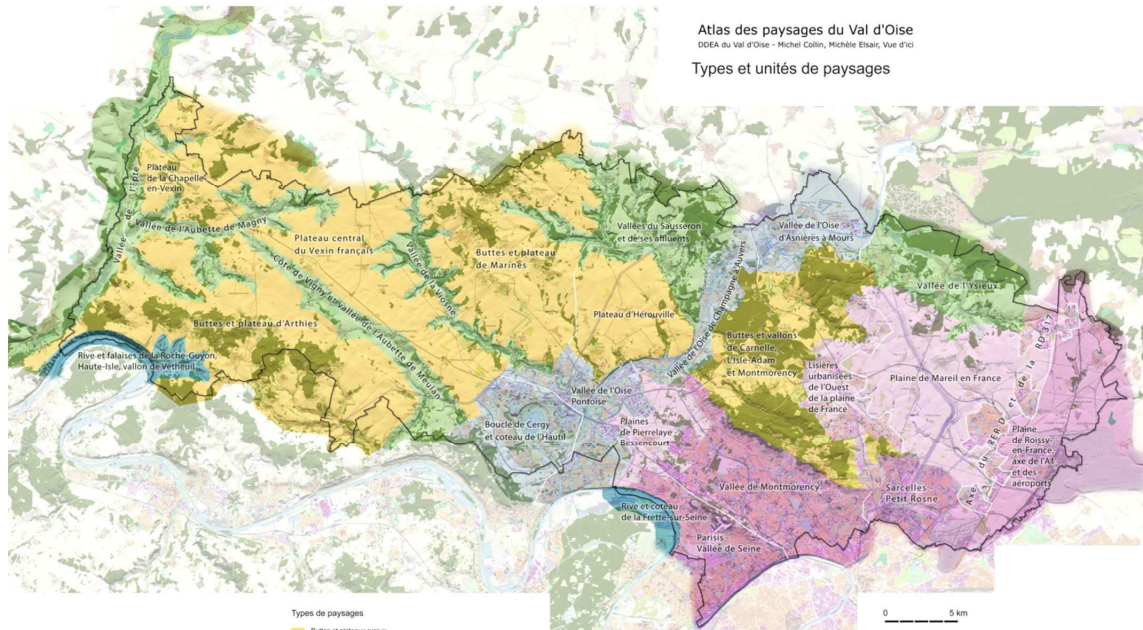 Atlas des paysages du Val d'Oise
DDEA du Val d'Oise - Michel Collin, Michèle Elsair, Vue d'ici
Types et unités de paysages
Plateau
de la Chapelle
en-Vexin
Vallée de l'Epte
Vallée de l'Aubette de Magny
Plateau central
du Vexin français
Vallée de la Viosne
Buttes et plateau
de Marines
Vallées du Sausseron
et de ses affluents
Vallée de l'Oise
d'Asnières à Mours
Vallée de l'Ysieux
Côte de Vigny et vallée de l'Aubette de Meulan
Buttes et plateau d'Arthies
Plateau d'Hérouville
Vallée de l'Oise de Champagne à Auvers
Buttes et vallons
de Carnelle,
L'Isle-Adam
et Montmorency
Lisières
urbanisées
de l'Ouest
de la plaine
de France
Plaine de Mareil en France
Axe du RER D et de la RD 317
Plaine
de Roissy-
en-France,
axe de l'A1
et des
aéroports
Rive et falaises de la Roche-Guyon,
Haute-Isle, vallon de Vétheuil
Vallée de l'Oise
Pontoise
Boucle de Cergy
et coteau de l'Hautil
Plaines
de Pierrelaye
Bessencourt
Vallée de Montmorency
Sarcelles
Petit Rosne
Rive et coteau
de la Frette-sur-Seine
Parisis
Vallée de Seine
Types de paysages
0 5 km